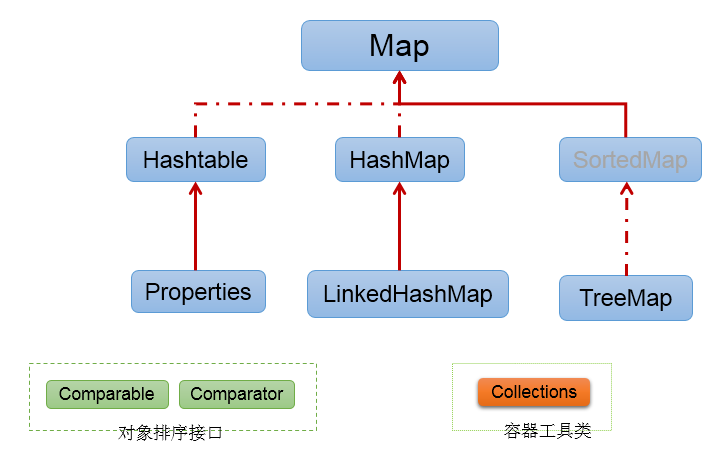 Map
Hashtable HashMap SortedMap
Properties LinkedHashMap TreeMap
Comparable Comparator Collections
对象排序接口 容器工具类